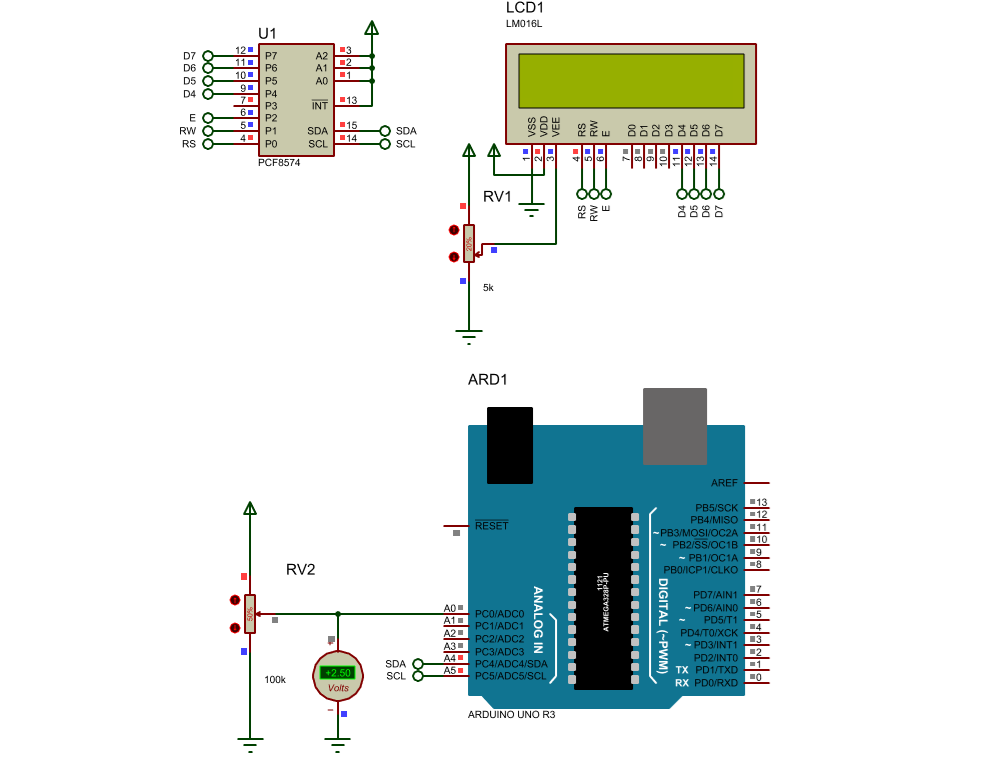 LCD1
LM016L
U1
D7 12 P7 A2 3
D6 11 P6 A1 2
D5 10 P5 A0 1
D4 9 P4
7 P3 INT 13
E 6 P2
RW 5 P1 SDA 15 SDA
RS 4 P0 SCL 14 SCL
PCF8574
VSS VDD VEE RS RW E D0 D1 D2 D3 D4 D5 D6 D7
1 2 3 4 5 6 7 8 9 10 11 12 13 14
RS RW E D4 D5 D6 D7
RV1
20%
5k
ARD1
AREF
RESET
PB5/SCK 13
PB4/MISO 12
~PB3/MOSI/OC2A 11
~ PB2/SS/OC1B 10
~ PB1/OC1A 9
PB0/ICP1/CLKO 8
PD7/AIN1 7
~ PD6/AIN0 6
~ PD5/T1 5
PD4/T0/XCK 4
~ PD3/INT1 3
PD2/INT0 2
TX PD1/TXD 1
RX PD0/RXD 0
DIGITAL (~PWM)
1121
ATMEGA328P-PU
ANALOG IN
A0 PC0/ADC0
A1 PC1/ADC1
A2 PC2/ADC2
A3 PC3/ADC3
SDA A4 PC4/ADC4/SDA
SCL A5 PC5/ADC5/SCL
ARDUINO UNO R3
RV2
50%
100k
+
+2.50
Volts
−